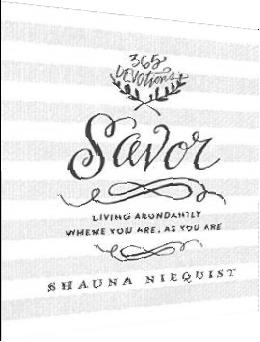 365
DEVOTIONS
Savor
LIVING ABUNDANTLY
WHERE YOU ARE, AS YOU ARE
SHAUNA NIEQUIST